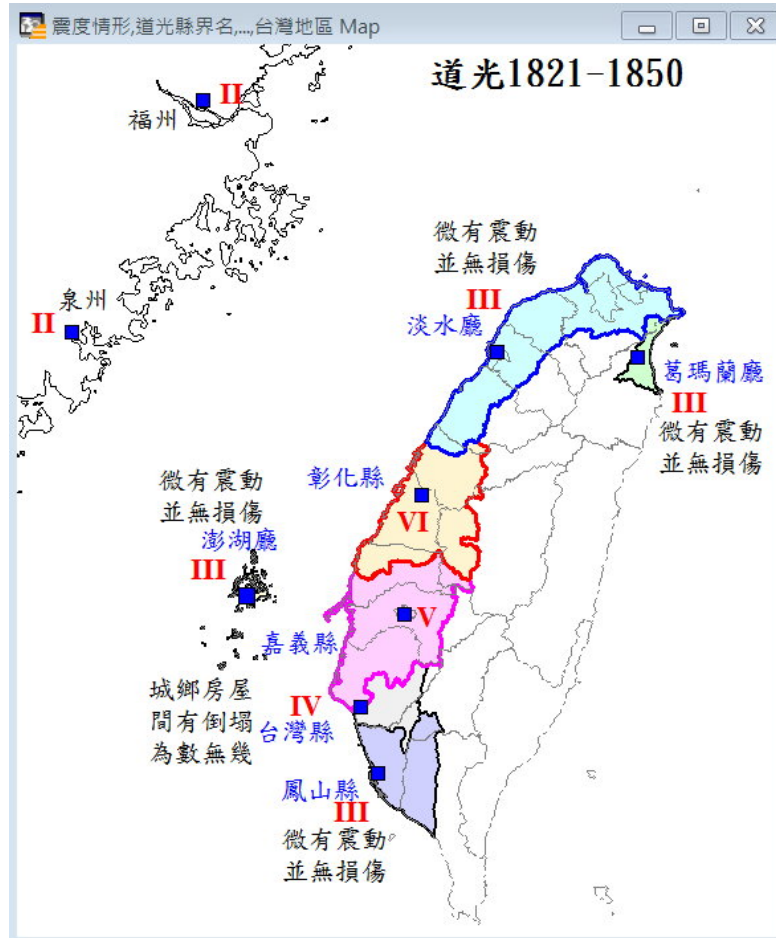 震度情形,道光縣界名,...,台灣地區 Map
道光1821-1850
II
福州
泉州
II
微有震動
並無損傷
III
淡水廳
葛瑪蘭廳
III
微有震動
並無損傷
彰化縣
VI
微有震動
並無損傷
澎湖廳
III
V
嘉義縣
城鄉房屋
間有倒塌
為數無幾
IV
台灣縣
鳳山縣
III
微有震動
並無損傷